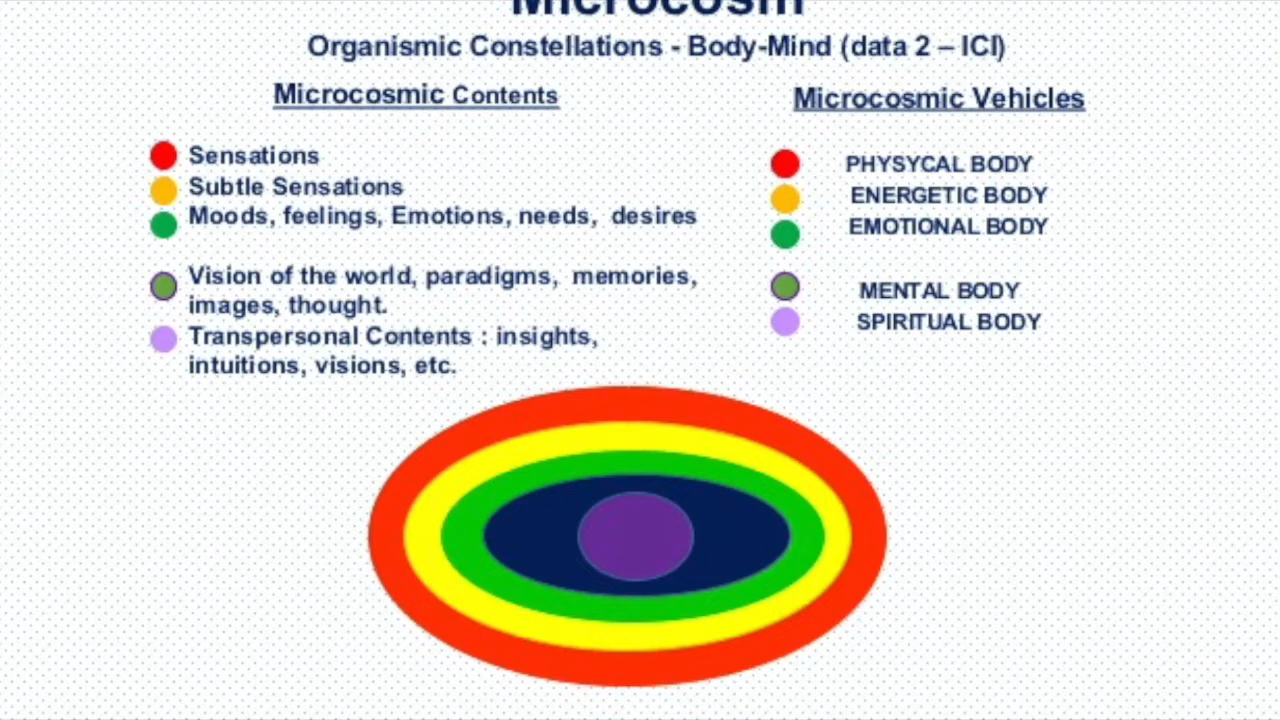 Microcosm
Organismic Constellations - Body-Mind (data 2 – ICI)
Microcosmic Contents
Sensations
Subtle Sensations
Moods, feelings, Emotions, needs, desires
Vision of the world, paradigms, memories,
images, thought.
Transpersonal Contents : insights,
intuitions, visions, etc.
Microcosmic Vehicles
PHYSYCAL BODY
ENERGETIC BODY
EMOTIONAL BODY
MENTAL BODY
SPIRITUAL BODY